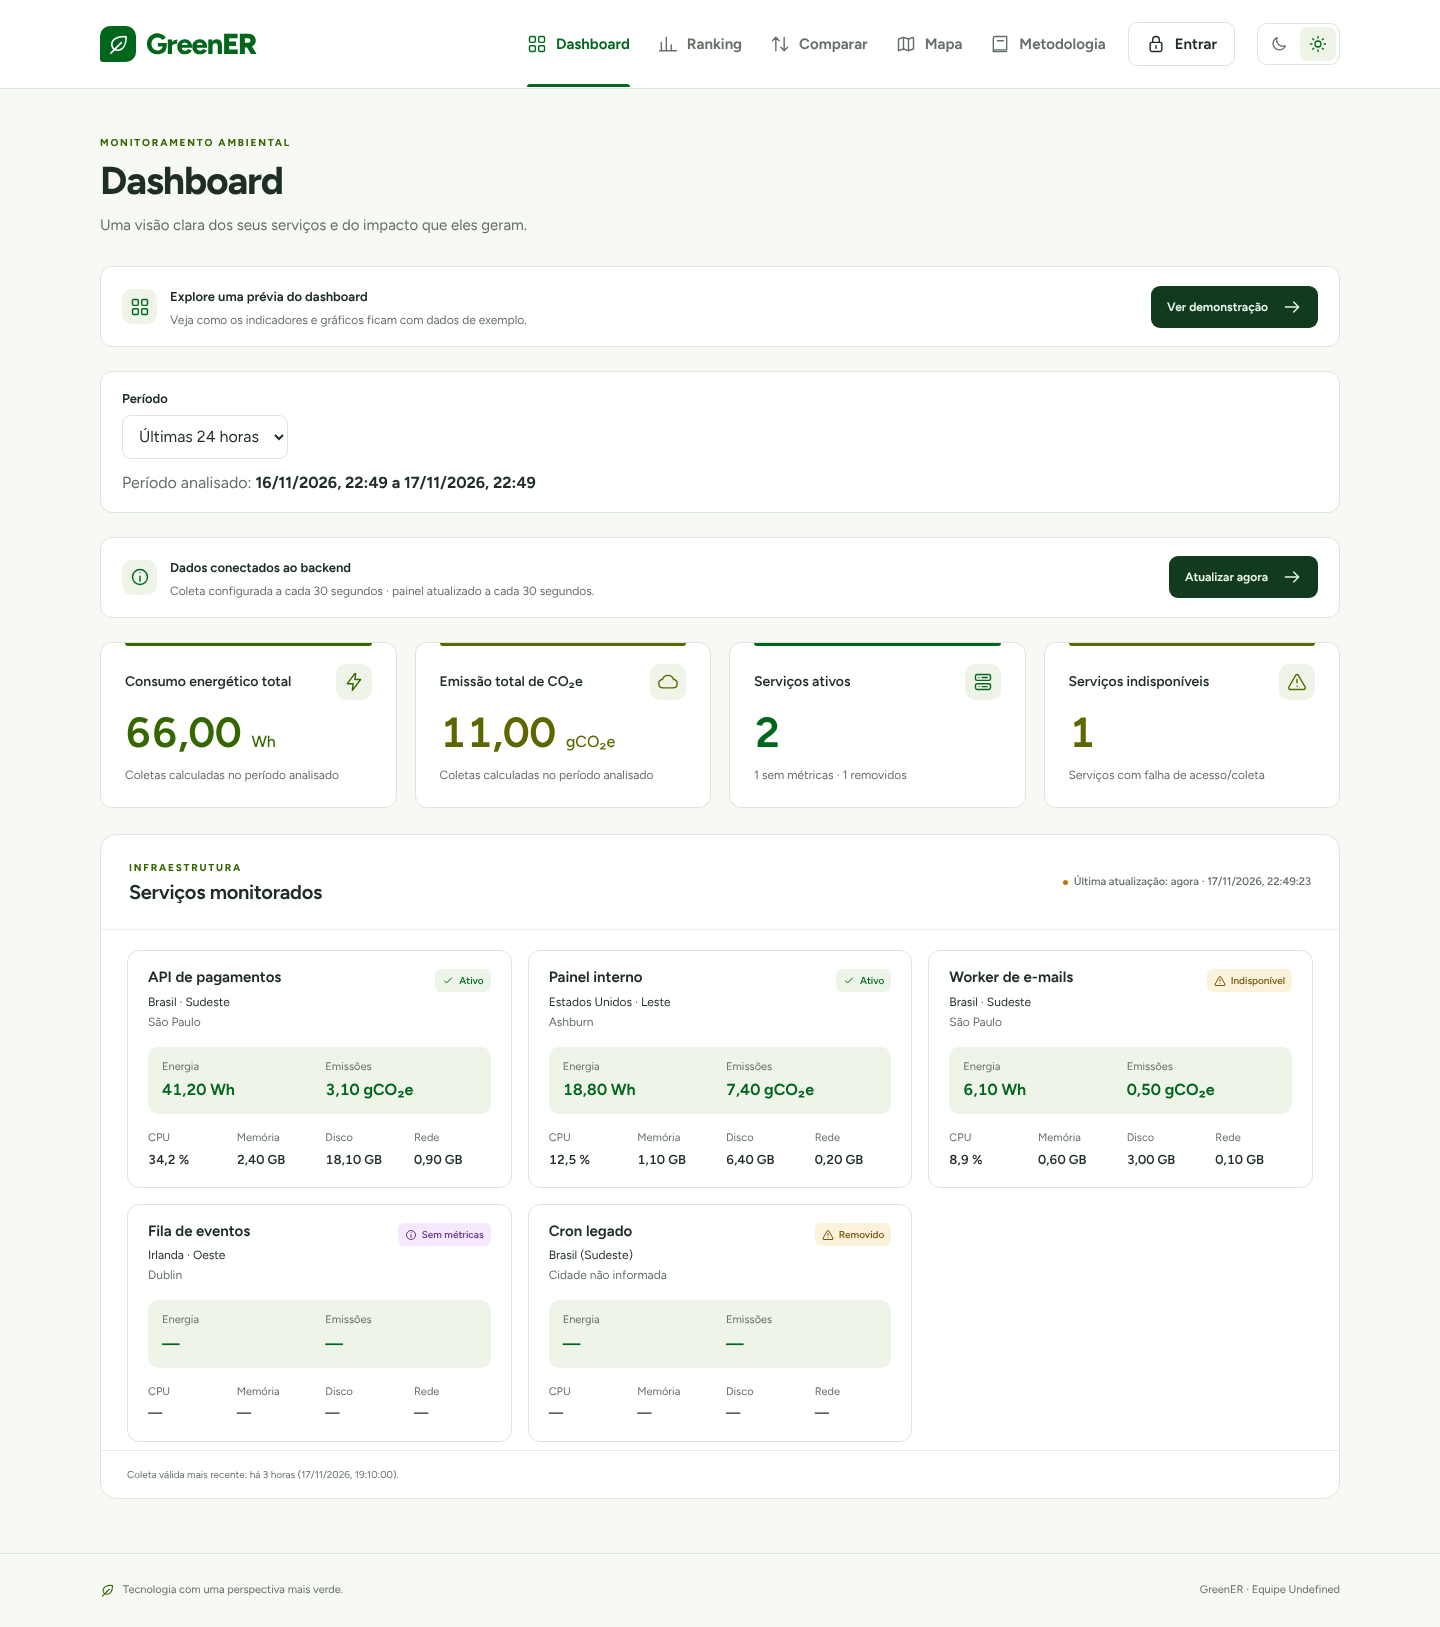 GreenER
Dashboard
Ranking
Comparar
Mapa
Metodologia
Entrar
MONITORAMENTO AMBIENTAL
Dashboard
Uma visão clara dos seus serviços e do impacto que eles geram.
Explore uma prévia do dashboard
Veja como os indicadores e gráficos ficam com dados de exemplo.
Ver demonstração
Período
Últimas 24 horas
Período analisado: 16/11/2026, 22:49 a 17/11/2026, 22:49
Dados conectados ao backend
Coleta configurada a cada 30 segundos · painel atualizado a cada 30 segundos.
Atualizar agora
Consumo energético total
66,00 Wh
Coletas calculadas no período analisado
Emissão total de CO₂e
11,00 gCO₂e
Coletas calculadas no período analisado
Serviços ativos
2
1 sem métricas · 1 removidos
Serviços indisponíveis
1
Serviços com falha de acesso/coleta
INFRAESTRUTURA
Serviços monitorados
Última atualização: agora · 17/11/2026, 22:49:23
API de pagamentos
Ativo
Brasil · Sudeste
São Paulo
Energia Emissões
41,20 Wh 3,10 gCO₂e
CPU Memória Disco Rede
34,2 % 2,40 GB 18,10 GB 0,90 GB
Painel interno
Ativo
Estados Unidos · Leste
Ashburn
Energia Emissões
18,80 Wh 7,40 gCO₂e
CPU Memória Disco Rede
12,5 % 1,10 GB 6,40 GB 0,20 GB
Worker de e-mails
Indisponível
Brasil · Sudeste
São Paulo
Energia Emissões
6,10 Wh 0,50 gCO₂e
CPU Memória Disco Rede
8,9 % 0,60 GB 3,00 GB 0,10 GB
Fila de eventos
Sem métricas
Irlanda · Oeste
Dublin
Energia Emissões
— —
CPU Memória Disco Rede
— — — —
Cron legado
Removido
Brasil (Sudeste)
Cidade não informada
Energia Emissões
— —
CPU Memória Disco Rede
— — — —
Coleta válida mais recente: há 3 horas (17/11/2026, 19:10:00).
Tecnologia com uma perspectiva mais verde.
GreenER · Equipe Undefined